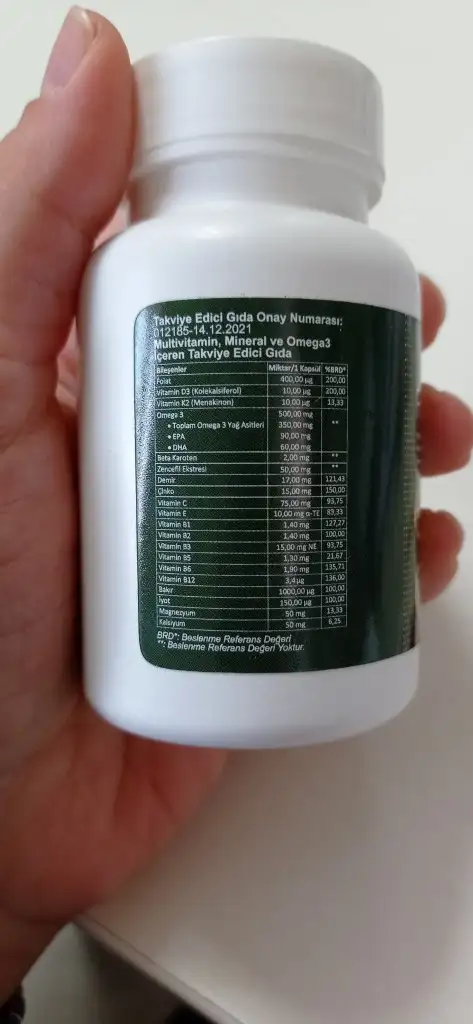 Takviye Edici Gıda Onay Numarası:
012185-14.12.2021
Multivitamin, Mineral ve Omega3
İçeren Takviye Edici Gıda
Bileşenler Miktar/1 Kapsül %BRD*
Folat 400,00 µg 200,00
Vitamin D3 (Kolekalsiferol) 10,00 µg 200,00
Vitamin K2 (Menakinon) 10,00 µg 13,33
Omega 3 500,00 mg **
• Toplam Omega 3 Yağ Asitleri 350,00 mg
• EPA 90,00 mg
• DHA 60,00 mg
Beta Karoten 2,00 mg **
Zencefil Ekstresi 50,00 mg **
Demir 17,00 mg 121,43
Çinko 15,00 mg 150,00
Vitamin C 75,00 mg 93,75
Vitamin E 10,00 mg α-TE 83,33
Vitamin B1 1,40 mg 127,27
Vitamin B2 1,40 mg 100,00
Vitamin B3 15,00 mg NE 93,75
Vitamin B5 1,30 mg 21,67
Vitamin B6 1,90 mg 135,71
Vitamin B12 3,4 µg 136,00
Bakır 1000,00 µg 100,00
İyot 150,00 µg 100,00
Magnezyum 50 mg 13,33
Kalsiyum 50 mg 6,25
BRD*: Beslenme Referans Değeri
**: Beslenme Referans Değeri Yoktur.